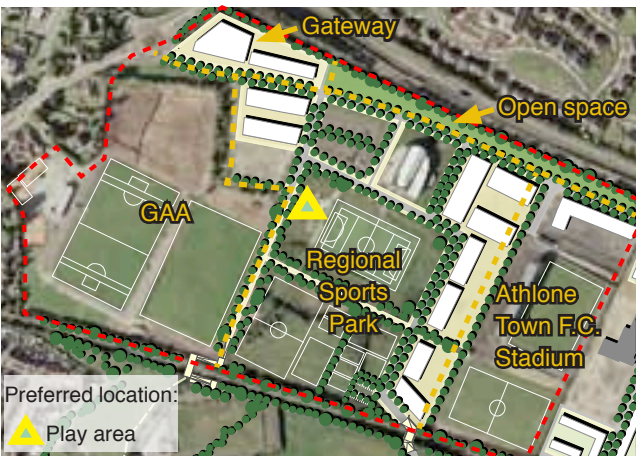 Gateway
Open space
GAA
Regional
Sports
Park
Athlone
Town F.C.
Stadium
Preferred location:
Play area